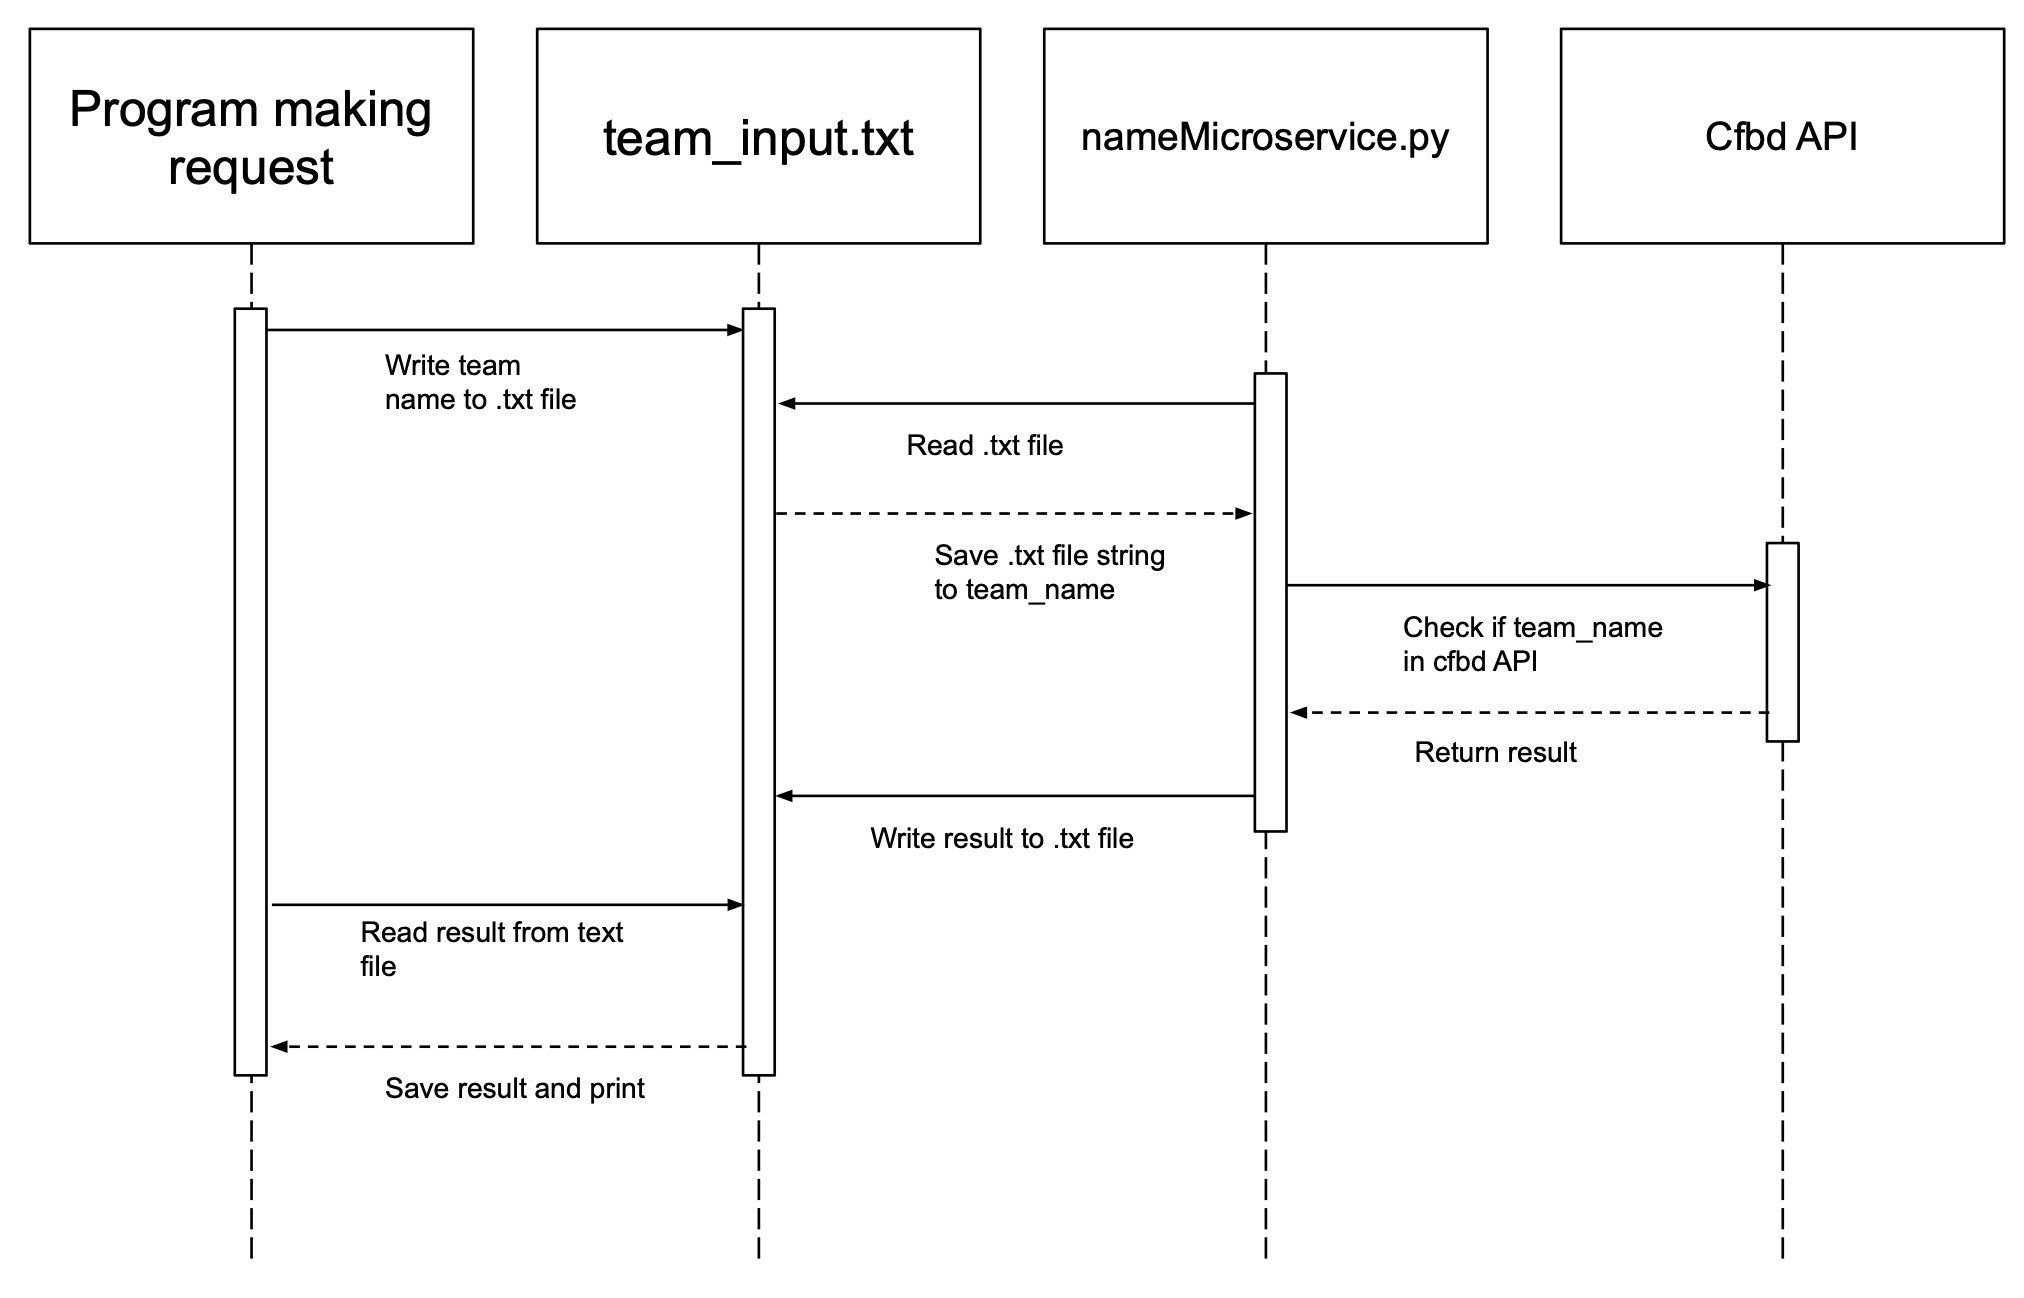 Program making
request
team_input.txt
nameMicroservice.py
Cfbd API
Write team
name to .txt file
Read .txt file
Save .txt file string
to team_name
Check if team_name
in cfbd API
Return result
Write result to .txt file
Read result from text
file
Save result and print